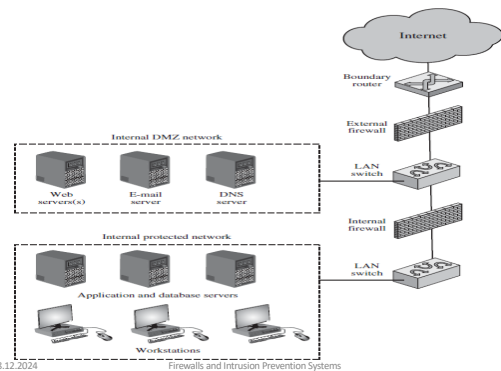 Internet
Boundary
router
External
firewall
Internal DMZ network
LAN
switch
Web
servers(s)
E-mail
server
DNS
server
Internal
firewall
Internal protected network
LAN
switch
Application and database servers
Workstations
3.12.2024
Firewalls and Intrusion Prevention Systems